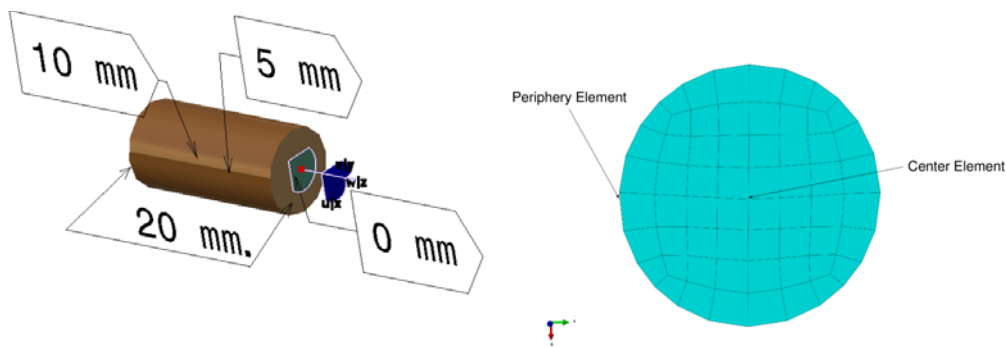 10 mm
5 mm
20 mm.
0 mm
Periphery Element
Center Element